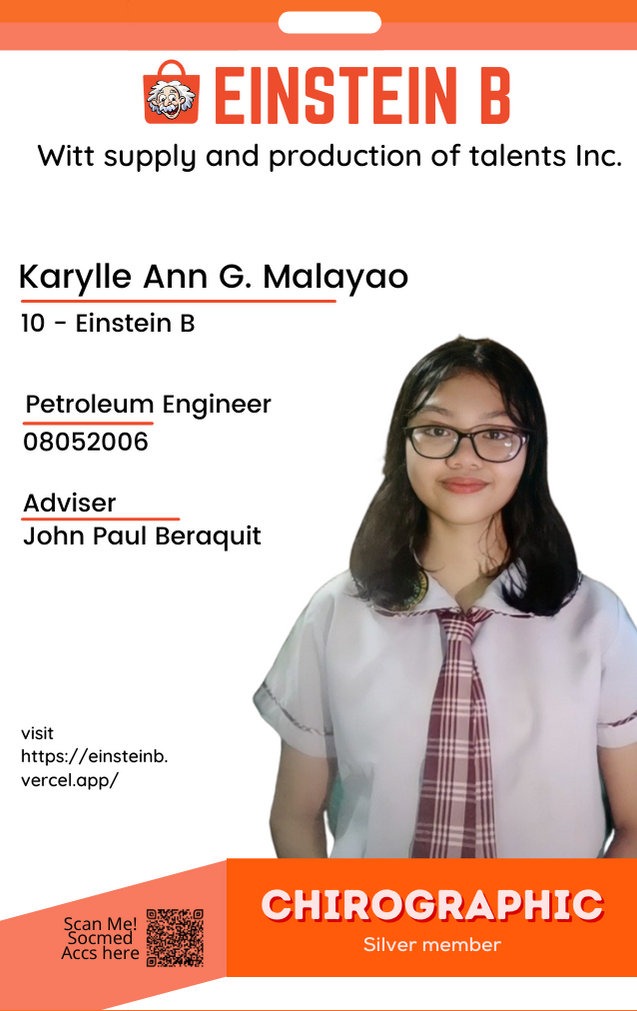 EINSTEIN B
Witt supply and production of talents Inc.
Karylle Ann G. Malayao
10 - Einstein B
Petroleum Engineer
08052006
Adviser
John Paul Beraquit
visit
https://einsteinb.
vercel.app/
Scan Me!
Socmed
Accs here
CHIROGRAPHIC
Silver member